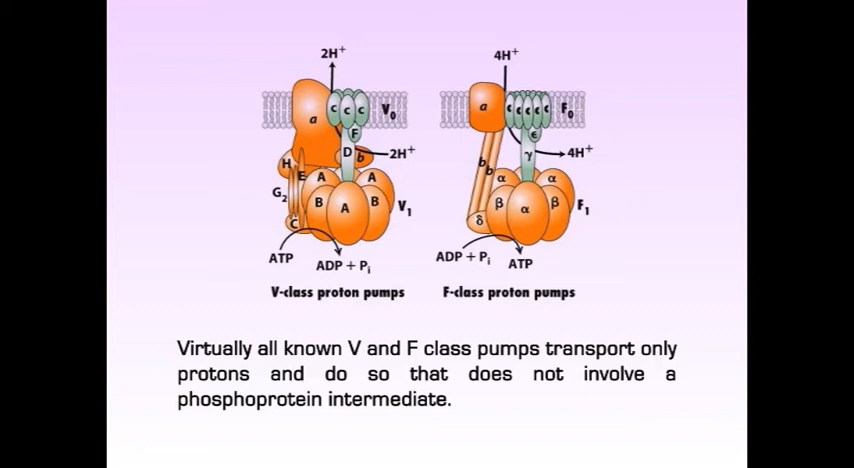 2H+
4H+
a
c c c
V0
a
c c c c c
F0
F
ε
D
b
2H+
γ
4H+
H
E
b
b
A
A
α
α
G2
B
A
B
V1
β
α
β
F1
C
δ
ATP
ADP + Pi
ADP + Pi
ATP
V-class proton pumps
F-class proton pumps
Virtually all known V and F class pumps transport only
protons and do so that does not involve a
phosphoprotein intermediate.